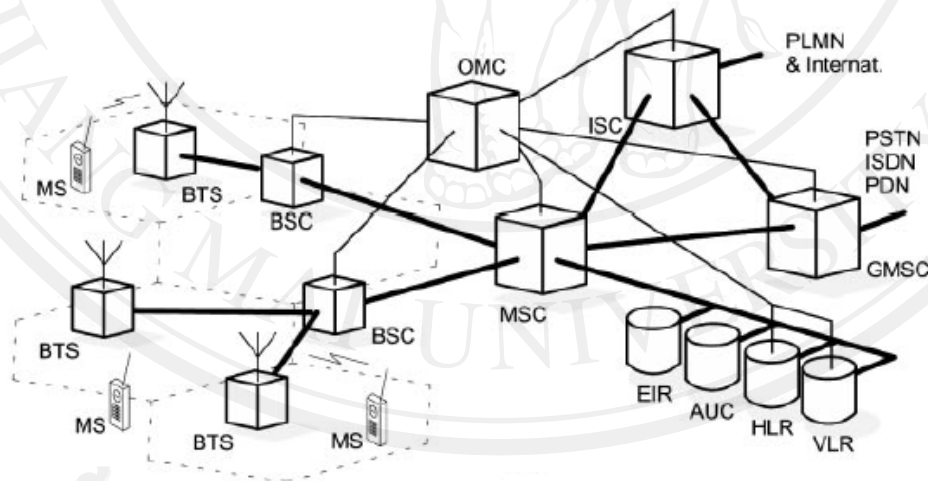 PLMN
& Internat.
OMC
ISC
PSTN
ISDN
PDN
MS
BTS
BSC
GMSC
MSC
BTS
BSC
EIR
AUC
HLR
VLR
MS
BTS
MS
UNIVERSIT